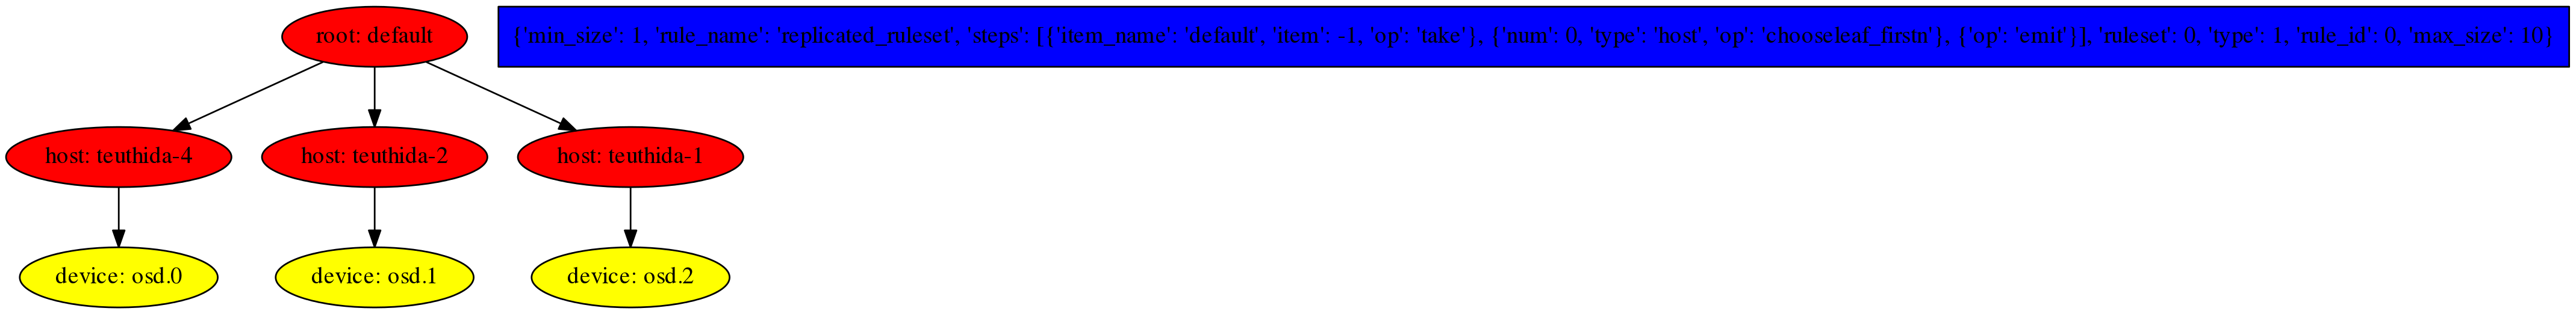 root: default
{'min_size': 1, 'rule_name': 'replicated_ruleset', 'steps': [{'item_name': 'default', 'item': -1, 'op': 'take'}, {'num': 0, 'type': 'host', 'op': 'chooseleaf_firstn'}, {'op': 'emit'}], 'ruleset': 0, 'type': 1, 'rule_id': 0, 'max_size': 10}
host: teuthida-4
host: teuthida-2
host: teuthida-1
device: osd.0
device: osd.1
device: osd.2